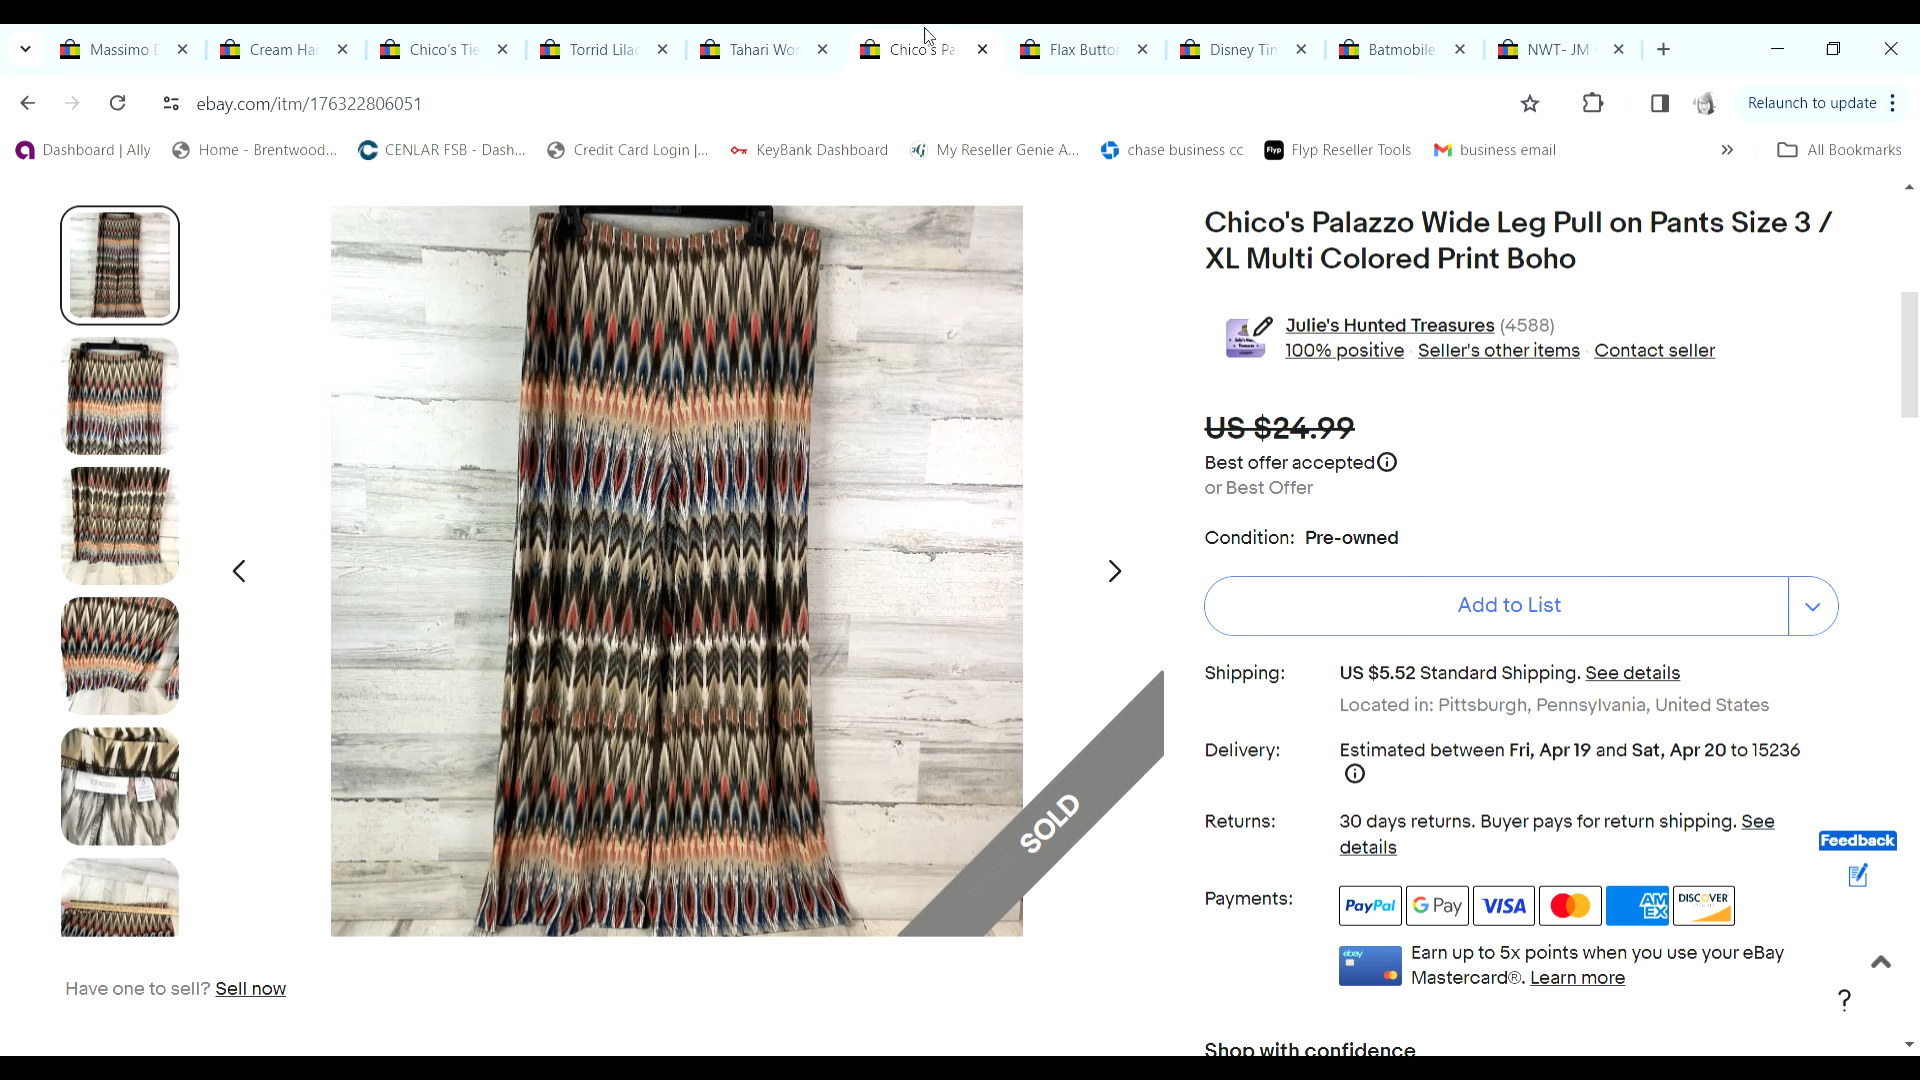 Massimo D
Cream Ha
Chico's Tie
Torrid Lilac
Tahari Wor
Chico's Pa
Flax Butto
Disney Tin
Batmobile
NWT- JM
ebay.com/itm/176322806051
Relaunch to update
Dashboard | Ally
Home - Brentwood...
CENLAR FSB - Dash...
Credit Card Login |...
KeyBank Dashboard
My Reseller Genie A...
chase business cc
Flyp
Flyp Reseller Tools
business email
All Bookmarks
Chico's Palazzo Wide Leg Pull on Pants Size 3 /
XL Multi Colored Print Boho
Julie's Hunted Treasures (4588)
100% positive Seller's other items Contact seller
US $24.99
Best offer accepted
or Best Offer
Condition: Pre-owned
Add to List
Shipping: US $5.52 Standard Shipping. See details
Located in: Pittsburgh, Pennsylvania, United States
Delivery: Estimated between Fri, Apr 19 and Sat, Apr 20 to 15236
Returns: 30 days returns. Buyer pays for return shipping. See
details
Feedback
Payments: PayPal G Pay VISA AM EX DISCOVER
ebay
Earn up to 5x points when you use your eBay
Mastercard®. Learn more
?
SOLD
Have one to sell? Sell now
Shop with confidence